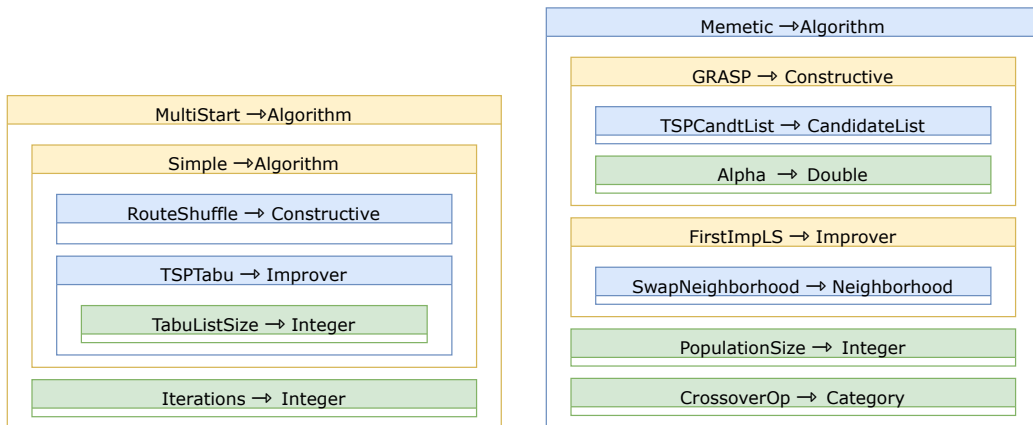 MultiStart → Algorithm
Simple → Algorithm
RouteShuffle → Constructive
TSPTabu → Improver
TabuListSize → Integer
Iterations → Integer
Memetic → Algorithm
GRASP → Constructive
TSPCandtList → CandidateList
Alpha → Double
FirstImpLS → Improver
SwapNeighborhood → Neighborhood
PopulationSize → Integer
CrossoverOp → Category